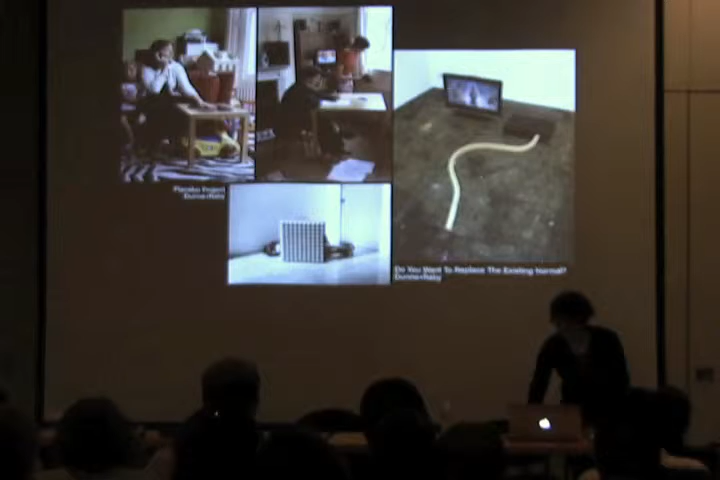 Placebo Project
Dunne+Raby
Do You Want To Replace The Existing Normal?
Dunne+Raby